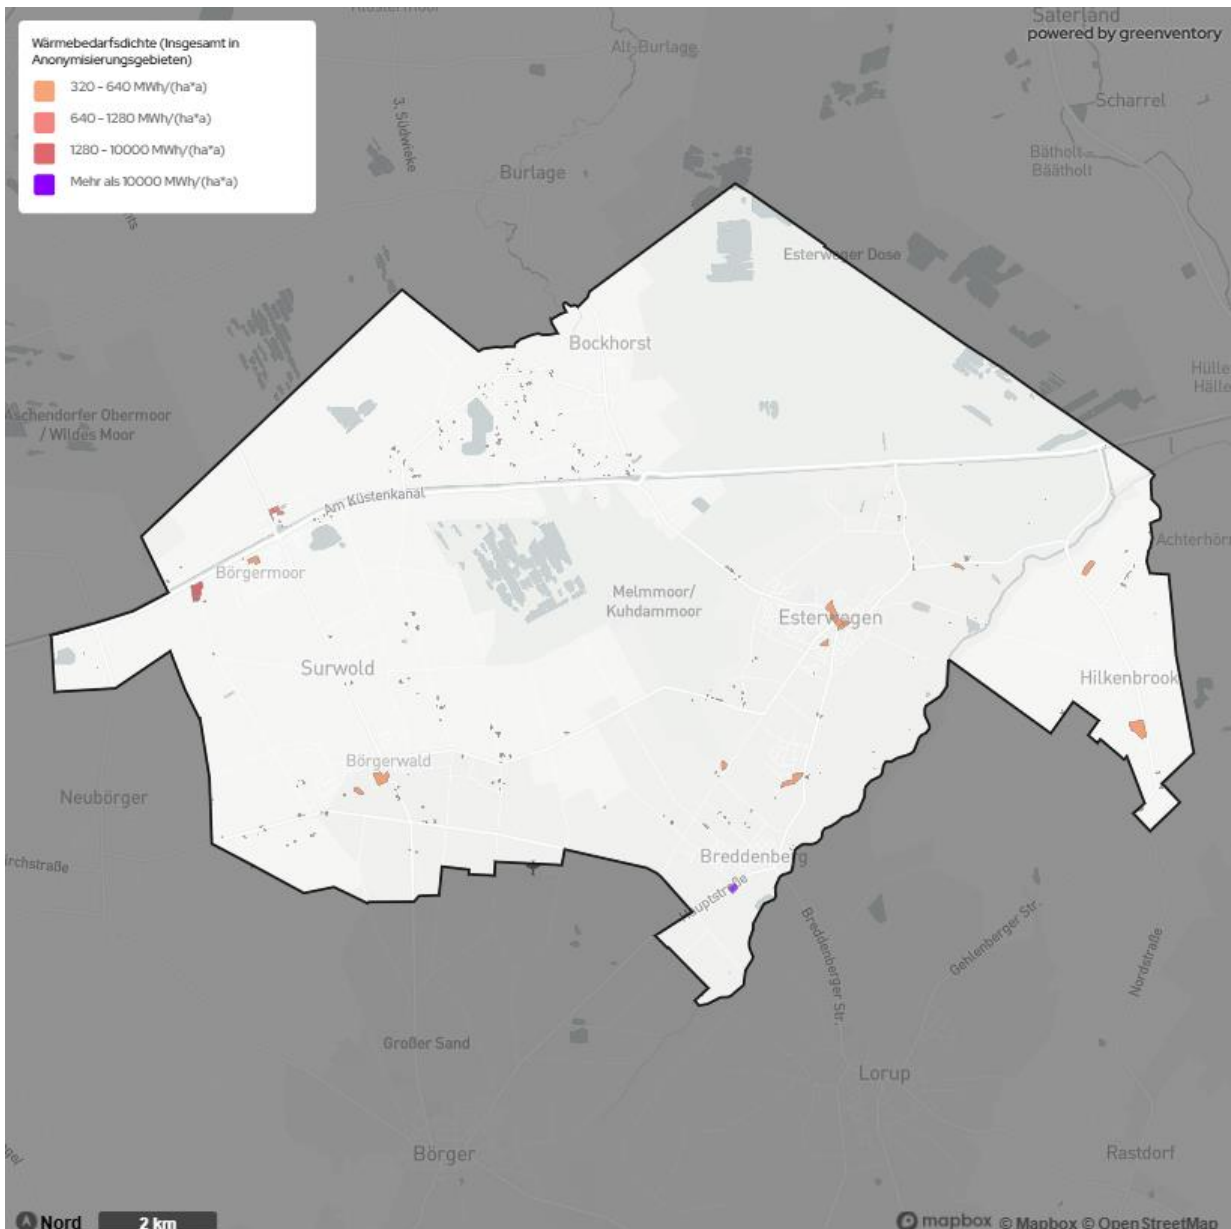 Saterland
powered by greenventory
Wärmebedarfsdichte (Insgesamt in
Anonymisierungsgebieten)
320 - 640 MWh/(ha*a)
640 - 1280 MWh/(ha*a)
1280 - 10000 MWh/(ha*a)
Mehr als 10000 MWh/(ha*a)
Alt-Burlage
3. Südwieke
Scharrel
Bätholt -
Bäätholt
Burlage
Esterweger Dose
Bockhorst
Aschendorfer Obermoor
/ Wildes Moor
Am Küstenkanal
Achterhörn
Börgermoor
Melmmoor/
Kuhdammoor
Esterwegen
Surwold
Hilkenbrook
Börgerwald
Neubörger
Breddenberg
Hauptstraße
Breddenberger Str.
Gehlenberger Str.
Nordstraße
Großer Sand
Lorup
Börger
Rastdorf
Nord
2 km
mapbox © Mapbox © OpenStreetMap